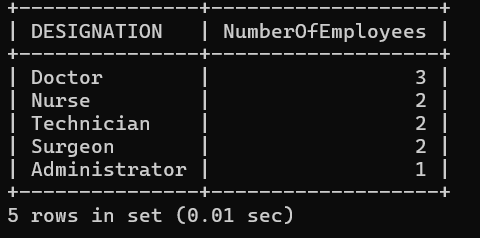 +---------------+-------------------+
| DESIGNATION   | NumberOfEmployees |
+---------------+-------------------+
| Doctor        |                 3 |
| Nurse         |                 2 |
| Technician    |                 2 |
| Surgeon       |                 2 |
| Administrator |                 1 |
+---------------+-------------------+
5 rows in set (0.01 sec)